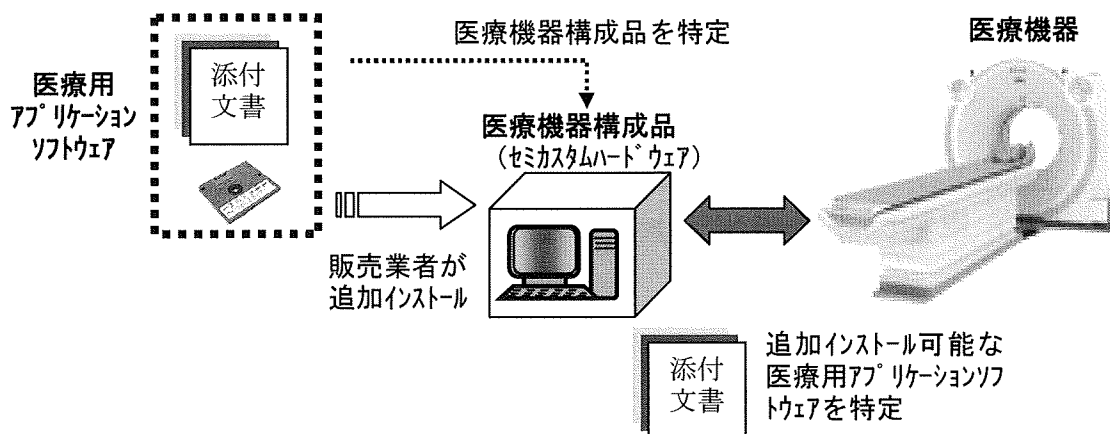 医療用
アプリケーション
ソフトウェア
添付
文書
医療機器構成品を特定
医療機器
医療機器構成品
（セミカスタムハードウェア）
販売業者が
追加インストール
添付
文書
追加インストール可能な
医療用アプリケーションソフ
トウェアを特定